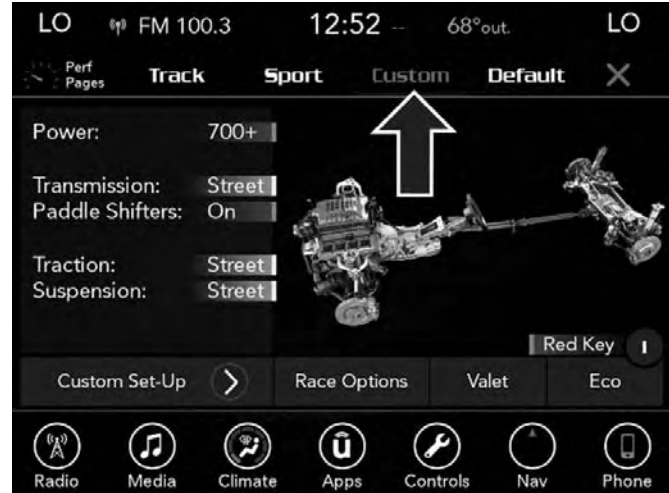 LO FM 100.3 12:52 -- 68°out. LO
Perf
Pages
Track Sport Custom Default X
Power: 700+
Transmission: Street
Paddle Shifters: On
Traction: Street
Suspension: Street
Red Key
Custom Set-Up > Race Options Valet Eco
Radio Media Climate Apps Controls Nav Phone